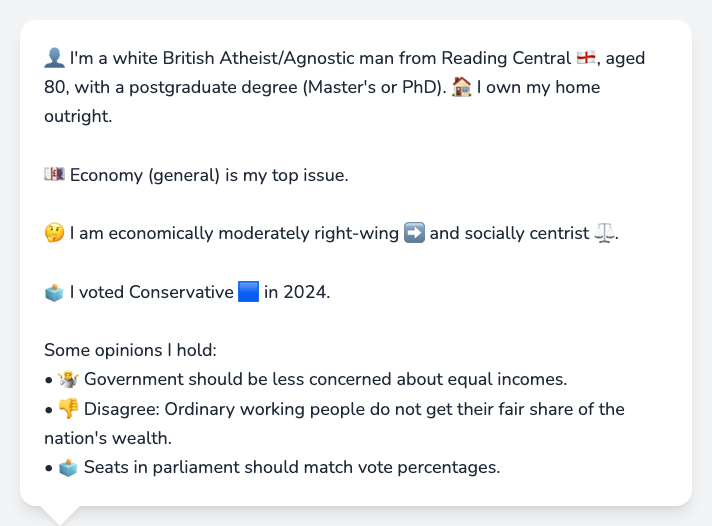 👤 I'm a white British Atheist/Agnostic man from Reading Central 🏴󠁧󠁢󠁥󠁮󠁧󠁿, aged
80, with a postgraduate degree (Master's or PhD). 🏠 I own my home
outright.
💷 Economy (general) is my top issue.
🤔 I am economically moderately right-wing ➡️ and socially centrist ⚖️.
🗳️ I voted Conservative 🟦 in 2024.
Some opinions I hold:
• 🤷 Government should be less concerned about equal incomes.
• 👎 Disagree: Ordinary working people do not get their fair share of the
nation's wealth.
• 🗳️ Seats in parliament should match vote percentages.